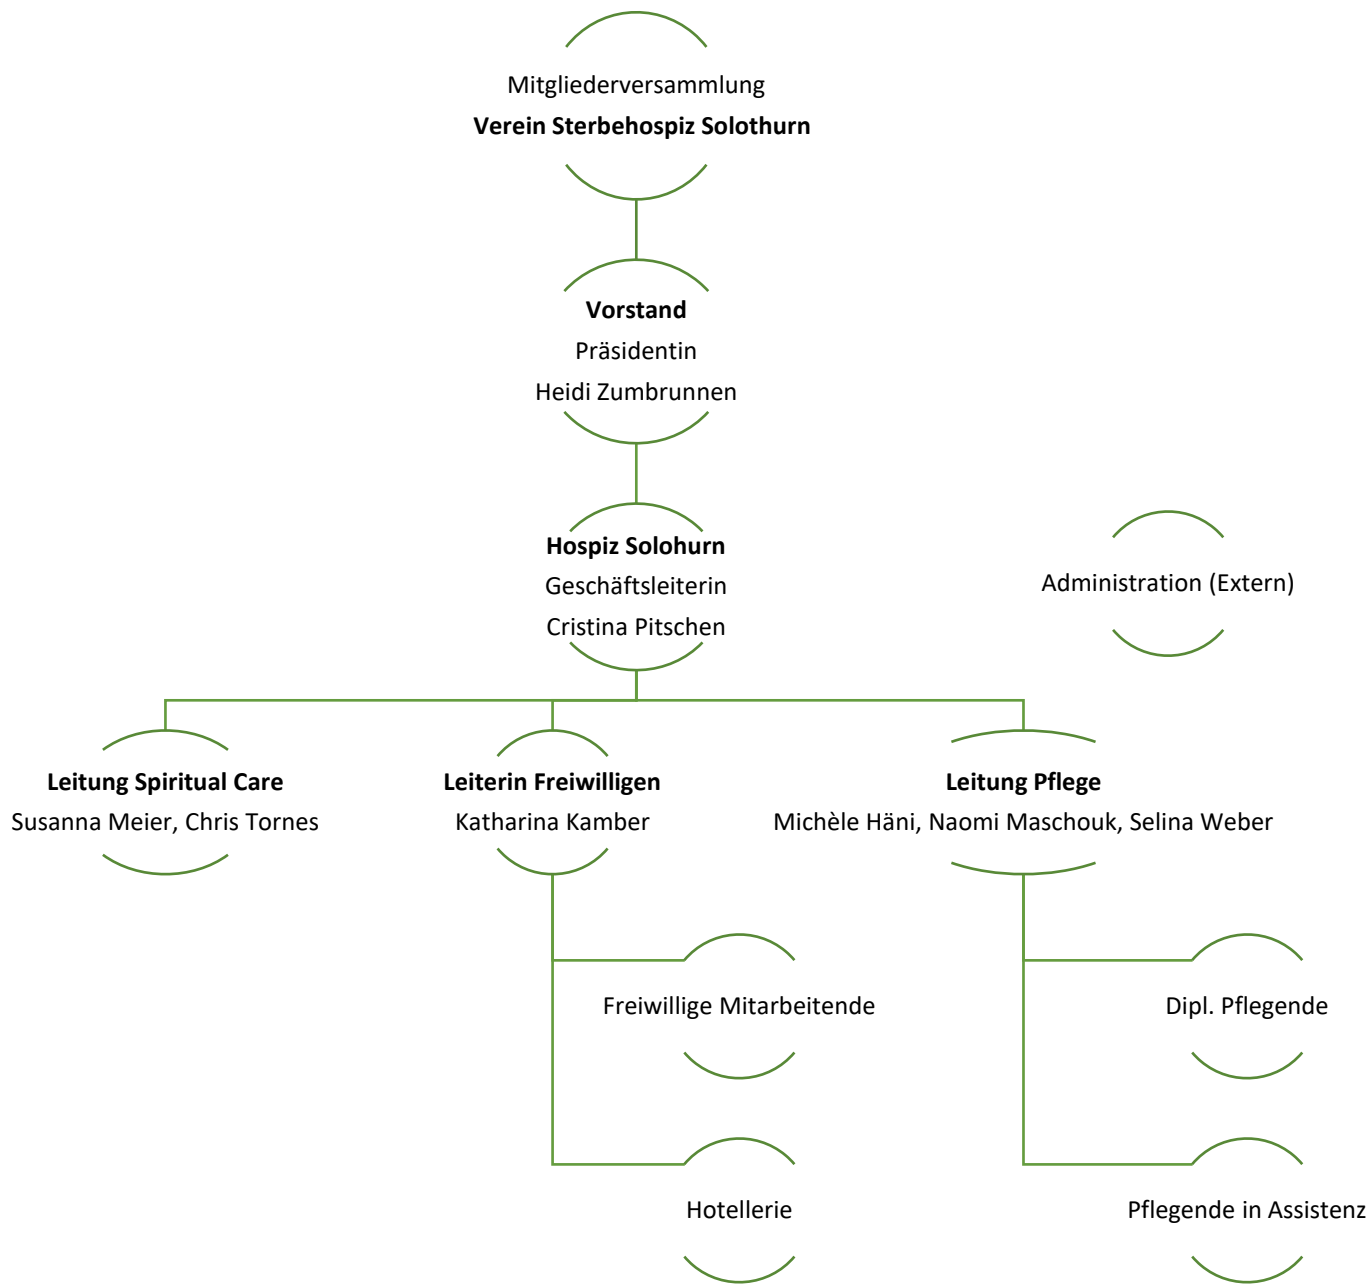 Mitgliederversammlung
Verein Sterbehospiz Solothurn
Vorstand
Präsidentin
Heidi Zumbrunnen
Hospiz Solohurn
Geschäftsleiterin
Cristina Pitschen
Administration (Extern)
Leitung Spiritual Care
Susanna Meier, Chris Tornes
Leiterin Freiwilligen
Katharina Kamber
Leitung Pflege
Michèle Häni, Naomi Maschouk, Selina Weber
Freiwillige Mitarbeitende
Dipl. Pflegende
Hotellerie
Pflegende in Assistenz